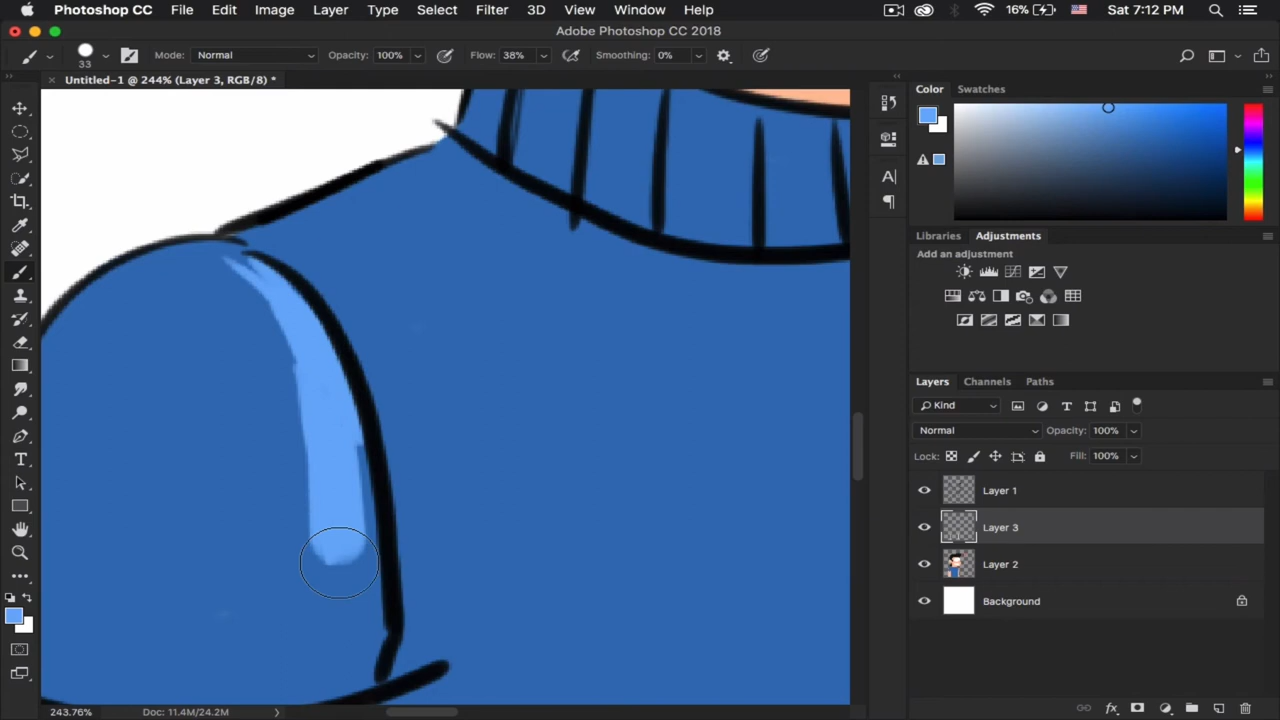 Photoshop CC File Edit Image Layer Type Select Filter 3D View Window Help 16% Sat 7:12 PM
Adobe Photoshop CC 2018
33 Mode: Normal Opacity: 100% Flow: 38% Smoothing: 0%
Untitled-1 @ 244% (Layer 3, RGB/8) *
Color Swatches
Libraries Adjustments
Add an adjustment
Layers Channels Paths
Kind
Normal Opacity: 100%
Lock: Fill: 100%
Layer 1
Layer 3
Layer 2
Background
243.76% Doc: 11.4M/24.2M